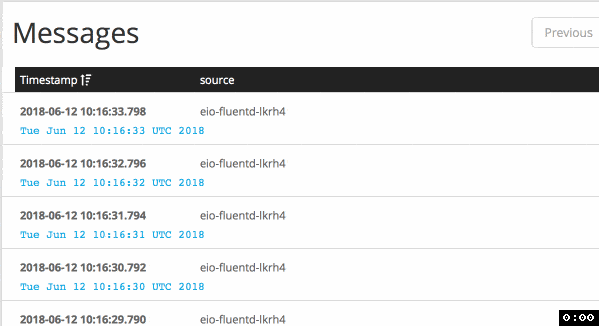 Messages
Previous
Timestamp source
2018-06-12 10:16:33.798 eio-fluentd-lkrh4
Tue Jun 12 10:16:33 UTC 2018
2018-06-12 10:16:32.796 eio-fluentd-lkrh4
Tue Jun 12 10:16:32 UTC 2018
2018-06-12 10:16:31.794 eio-fluentd-lkrh4
Tue Jun 12 10:16:31 UTC 2018
2018-06-12 10:16:30.792 eio-fluentd-lkrh4
Tue Jun 12 10:16:30 UTC 2018
2018-06-12 10:16:29.790 eio-fluentd-lkrh4
0:00